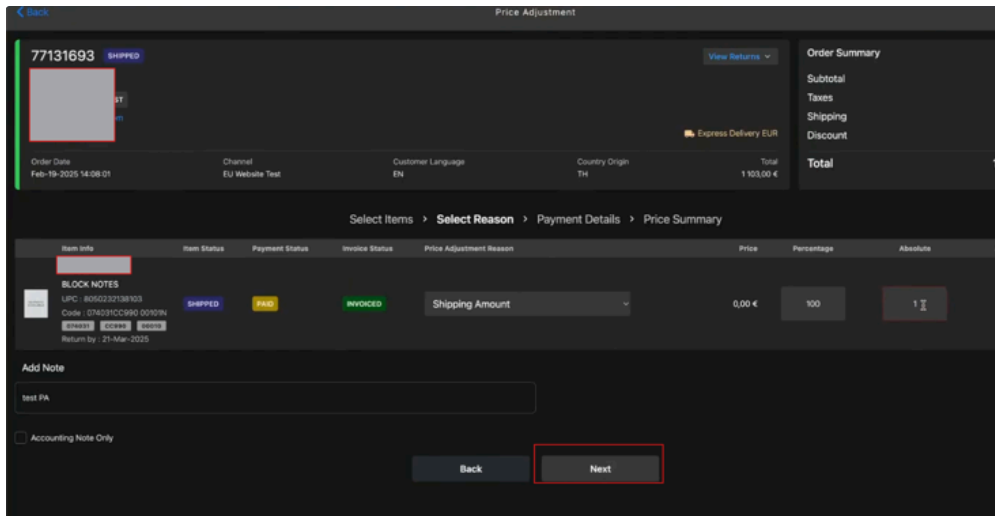 Back
Price Adjustment
77131693 SHIPPED
View Returns
ST
Express Delivery EUR
Order Date
Channel
Customer Language
Country Origin
Total
Feb-19-2025 14:08:01
EU Website Test
EN
TH
1 103,00 €
Order Summary
Subtotal
Taxes
Shipping
Discount
Total
Select Items > Select Reason > Payment Details > Price Summary
Item Info
Item Status
Payment Status
Invoice Status
Price Adjustment Reason
Price
Percentage
Absolute
BLOCK NOTES
UPC : 8050232138103
Code : 074031CC990 00101N
074031 CC990 00010
Return by : 21-Mar-2025
SHIPPED
PAID
INVOICED
Shipping Amount
0,00 €
100
1
Add Note
test PA
Accounting Note Only
Back
Next